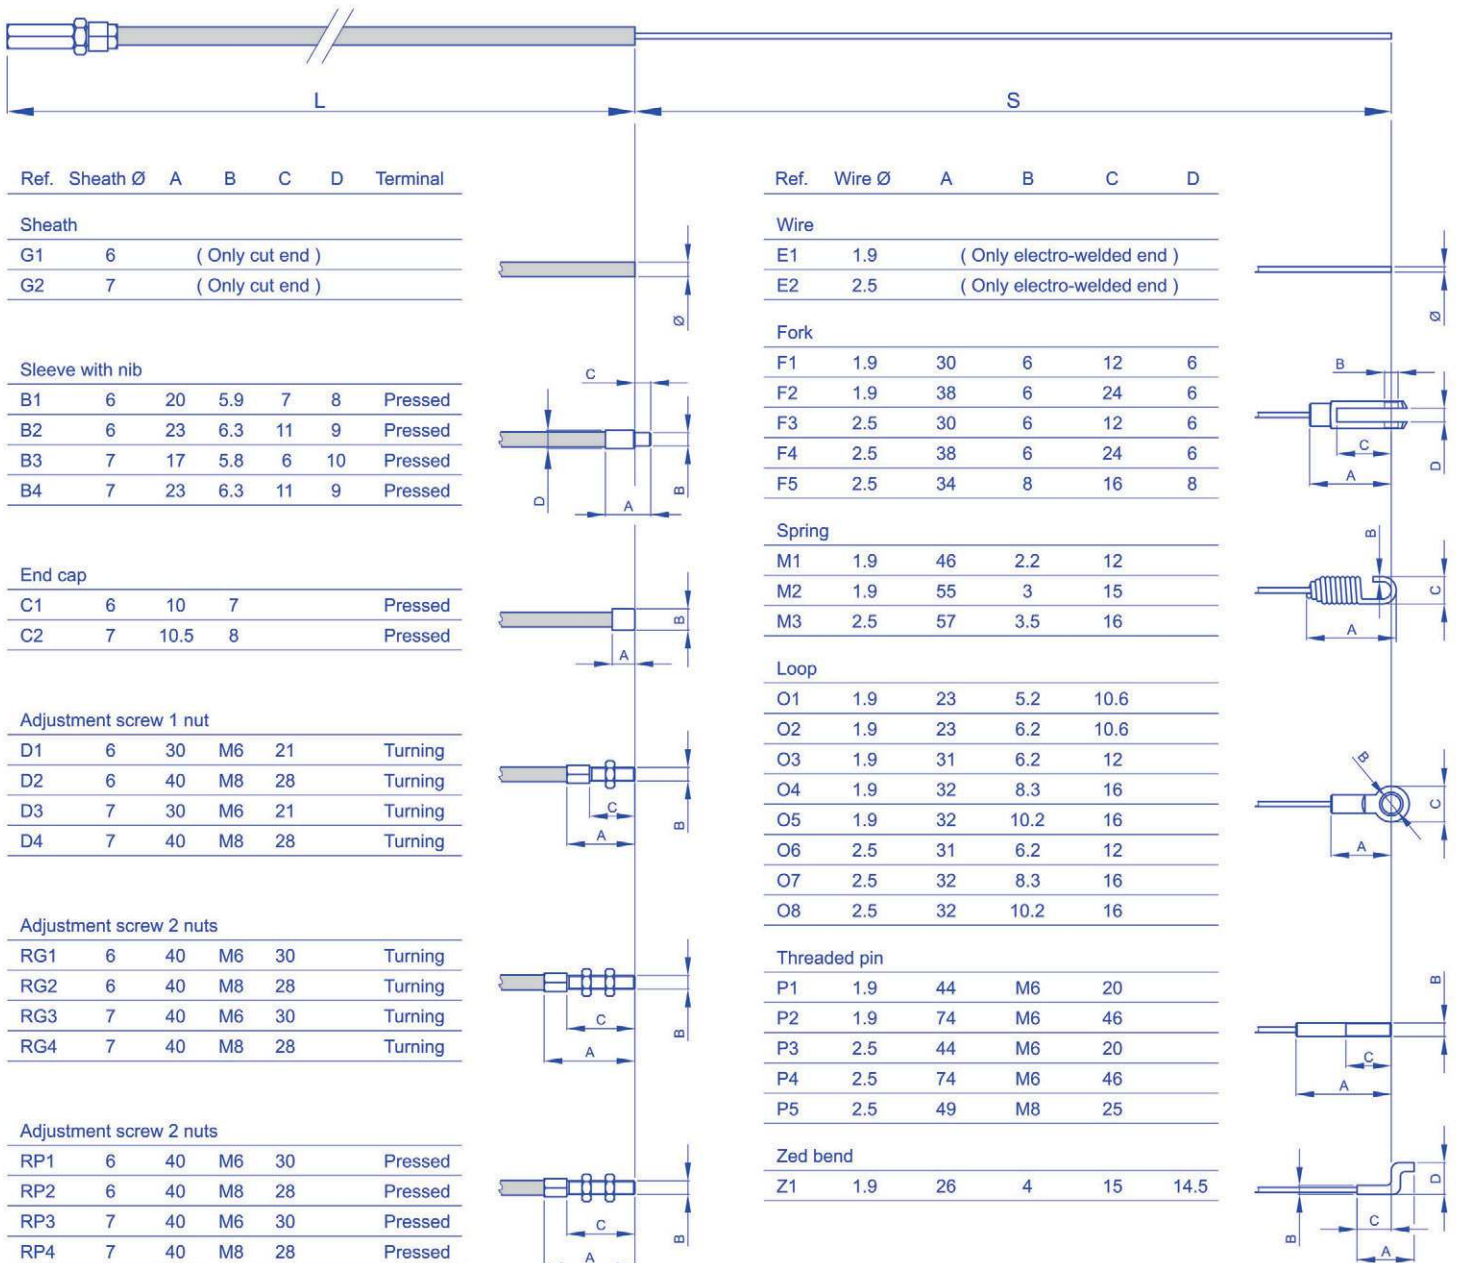 L
S
Ref. Sheath Ø A B C D Terminal
Sheath
G1 6 ( Only cut end )
G2 7 ( Only cut end )
Ø
Sleeve with nib
B1 6 20 5.9 7 8 Pressed
B2 6 23 6.3 11 9 Pressed
B3 7 17 5.8 6 10 Pressed
B4 7 23 6.3 11 9 Pressed
C
D
A
B
End cap
C1 6 10 7 Pressed
C2 7 10.5 8 Pressed
B
A
Adjustment screw 1 nut
D1 6 30 M6 21 Turning
D2 6 40 M8 28 Turning
D3 7 30 M6 21 Turning
D4 7 40 M8 28 Turning
C
B
A
Adjustment screw 2 nuts
RG1 6 40 M6 30 Turning
RG2 6 40 M8 28 Turning
RG3 7 40 M6 30 Turning
RG4 7 40 M8 28 Turning
C
B
A
Adjustment screw 2 nuts
RP1 6 40 M6 30 Pressed
RP2 6 40 M8 28 Pressed
RP3 7 40 M6 30 Pressed
RP4 7 40 M8 28 Pressed
C
B
A
Ref. Wire Ø A B C D
Wire
E1 1.9 ( Only electro-welded end )
E2 2.5 ( Only electro-welded end )
Ø
Fork
F1 1.9 30 6 12 6
F2 1.9 38 6 24 6
F3 2.5 30 6 12 6
F4 2.5 38 6 24 6
F5 2.5 34 8 16 8
B
C
D
A
Spring
M1 1.9 46 2.2 12
M2 1.9 55 3 15
M3 2.5 57 3.5 16
B
C
A
Loop
O1 1.9 23 5.2 10.6
O2 1.9 23 6.2 10.6
O3 1.9 31 6.2 12
O4 1.9 32 8.3 16
O5 1.9 32 10.2 16
O6 2.5 31 6.2 12
O7 2.5 32 8.3 16
O8 2.5 32 10.2 16
B
C
A
Threaded pin
P1 1.9 44 M6 20
P2 1.9 74 M6 46
P3 2.5 44 M6 20
P4 2.5 74 M6 46
P5 2.5 49 M8 25
B
C
A
Zed bend
Z1 1.9 26 4 15 14.5
D
C
B
A